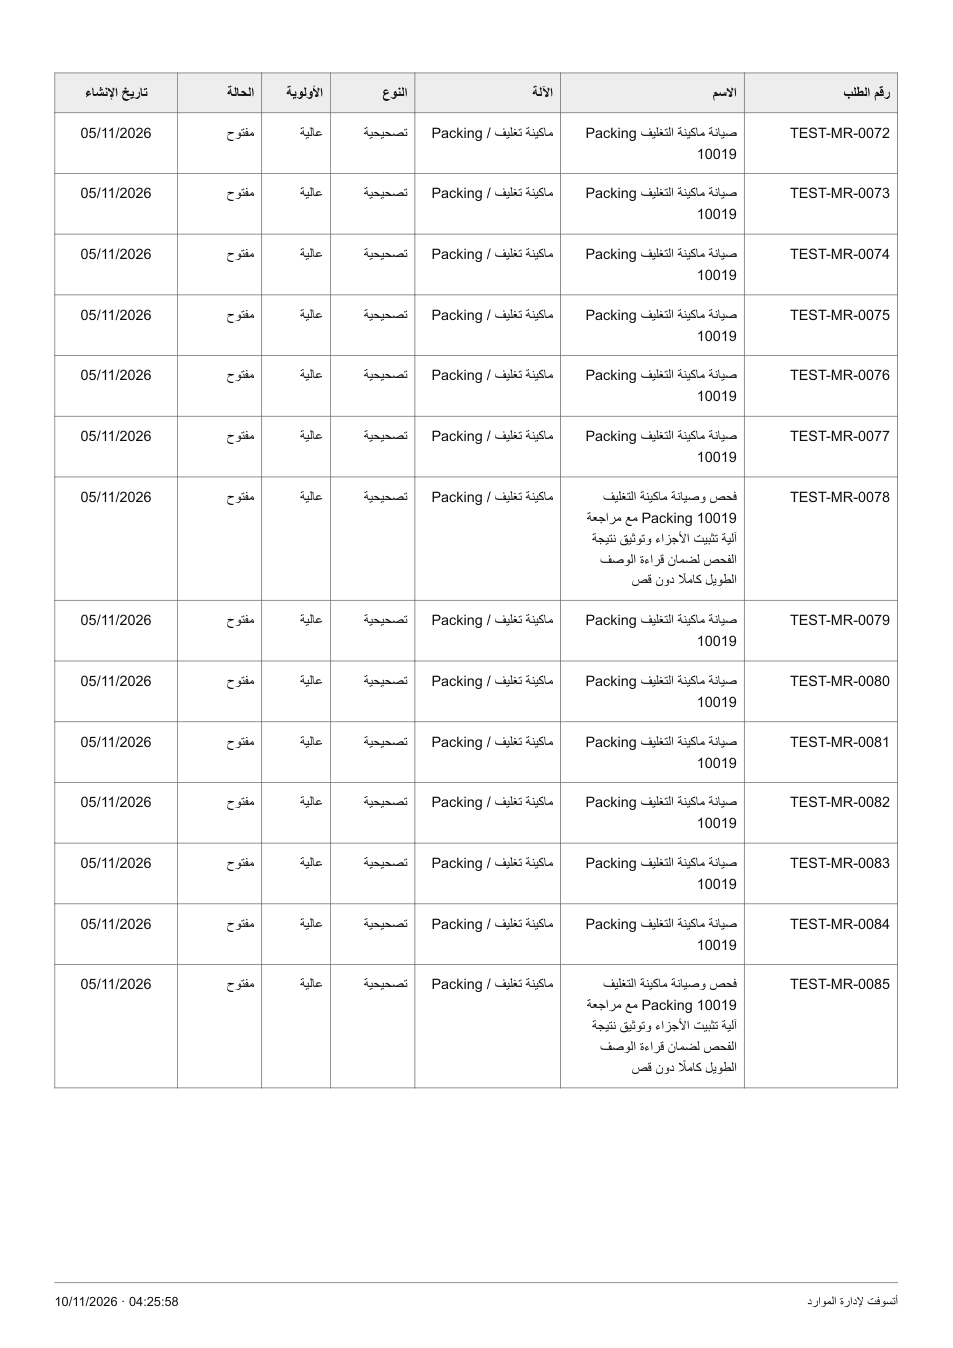 رقم الطلب الاسم الآلة النوع الأولوية الحالة تاريخ الإنشاء
TEST-MR-0072 صيانة ماكينة التغليف Packing ماكينة تغليف / Packing تصحيحية عالية مفتوح 05/11/2026
10019
TEST-MR-0073 صيانة ماكينة التغليف Packing ماكينة تغليف / Packing تصحيحية عالية مفتوح 05/11/2026
10019
TEST-MR-0074 صيانة ماكينة التغليف Packing ماكينة تغليف / Packing تصحيحية عالية مفتوح 05/11/2026
10019
TEST-MR-0075 صيانة ماكينة التغليف Packing ماكينة تغليف / Packing تصحيحية عالية مفتوح 05/11/2026
10019
TEST-MR-0076 صيانة ماكينة التغليف Packing ماكينة تغليف / Packing تصحيحية عالية مفتوح 05/11/2026
10019
TEST-MR-0077 صيانة ماكينة التغليف Packing ماكينة تغليف / Packing تصحيحية عالية مفتوح 05/11/2026
10019
TEST-MR-0078 فحص وصيانة ماكينة التغليف ماكينة تغليف / Packing تصحيحية عالية مفتوح 05/11/2026
Packing 10019 مع مراجعة
آلية تثبيت الأجزاء وتوثيق نتيجة
الفحص لضمان قراءة الوصف
الطويل كاملًا دون قص
TEST-MR-0079 صيانة ماكينة التغليف Packing ماكينة تغليف / Packing تصحيحية عالية مفتوح 05/11/2026
10019
TEST-MR-0080 صيانة ماكينة التغليف Packing ماكينة تغليف / Packing تصحيحية عالية مفتوح 05/11/2026
10019
TEST-MR-0081 صيانة ماكينة التغليف Packing ماكينة تغليف / Packing تصحيحية عالية مفتوح 05/11/2026
10019
TEST-MR-0082 صيانة ماكينة التغليف Packing ماكينة تغليف / Packing تصحيحية عالية مفتوح 05/11/2026
10019
TEST-MR-0083 صيانة ماكينة التغليف Packing ماكينة تغليف / Packing تصحيحية عالية مفتوح 05/11/2026
10019
TEST-MR-0084 صيانة ماكينة التغليف Packing ماكينة تغليف / Packing تصحيحية عالية مفتوح 05/11/2026
10019
TEST-MR-0085 فحص وصيانة ماكينة التغليف ماكينة تغليف / Packing تصحيحية عالية مفتوح 05/11/2026
Packing 10019 مع مراجعة
آلية تثبيت الأجزاء وتوثيق نتيجة
الفحص لضمان قراءة الوصف
الطويل كاملًا دون قص
أتسوفت لإدارة الموارد 10/11/2026 · 04:25:58